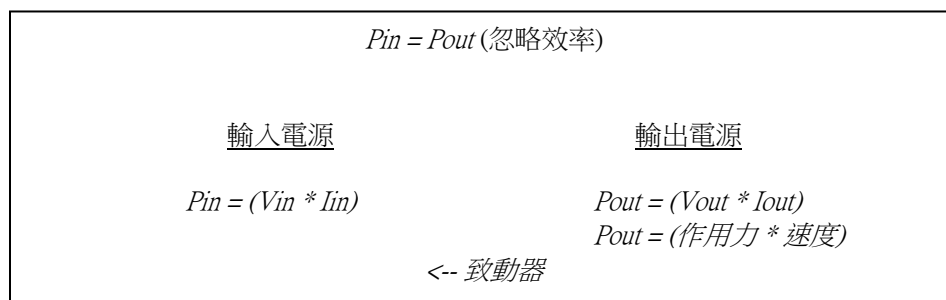 Pin = Pout (忽略效率)
輸入電源 輸出電源
Pin = (Vin * Iin) Pout = (Vout * Iout)
Pout = (作用力 * 速度)
<-- 致動器